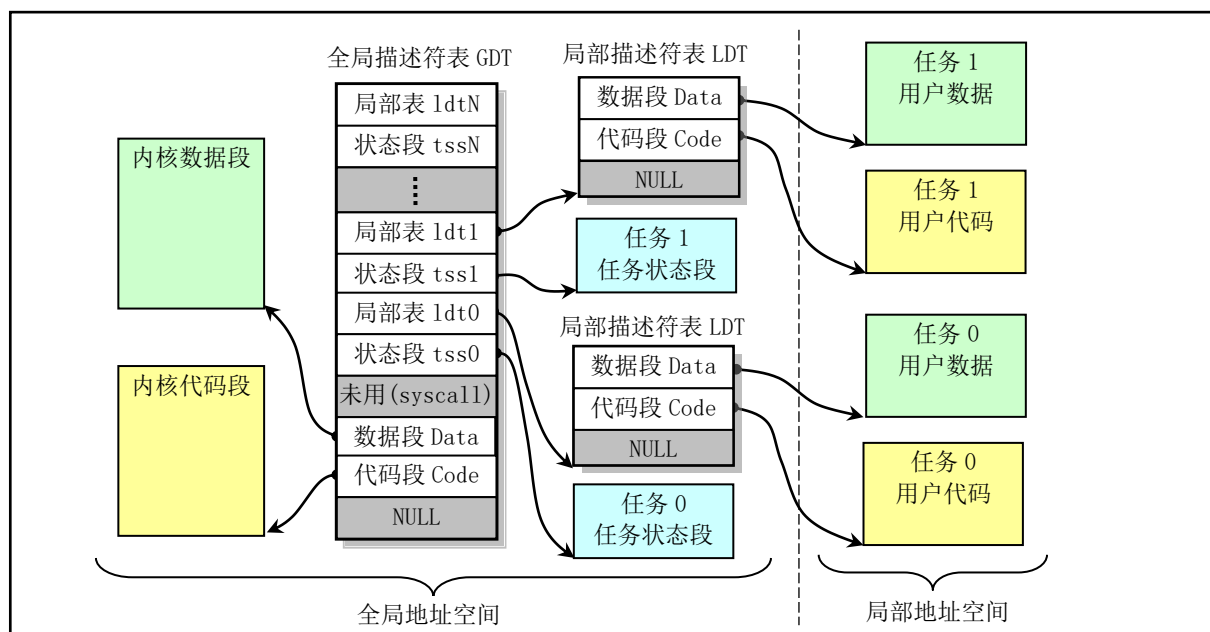 全局描述符表 GDT
局部表 ldtN
状态段 tssN
局部表 ldt1
状态段 tss1
局部表 ldt0
状态段 tss0
未用(syscall)
数据段 Data
代码段 Code
NULL
内核数据段
内核代码段
局部描述符表 LDT
数据段 Data
代码段 Code
NULL
任务 1
任务状态段
局部描述符表 LDT
数据段 Data
代码段 Code
NULL
任务 0
任务状态段
任务 1
用户数据
任务 1
用户代码
任务 0
用户数据
任务 0
用户代码
全局地址空间
局部地址空间